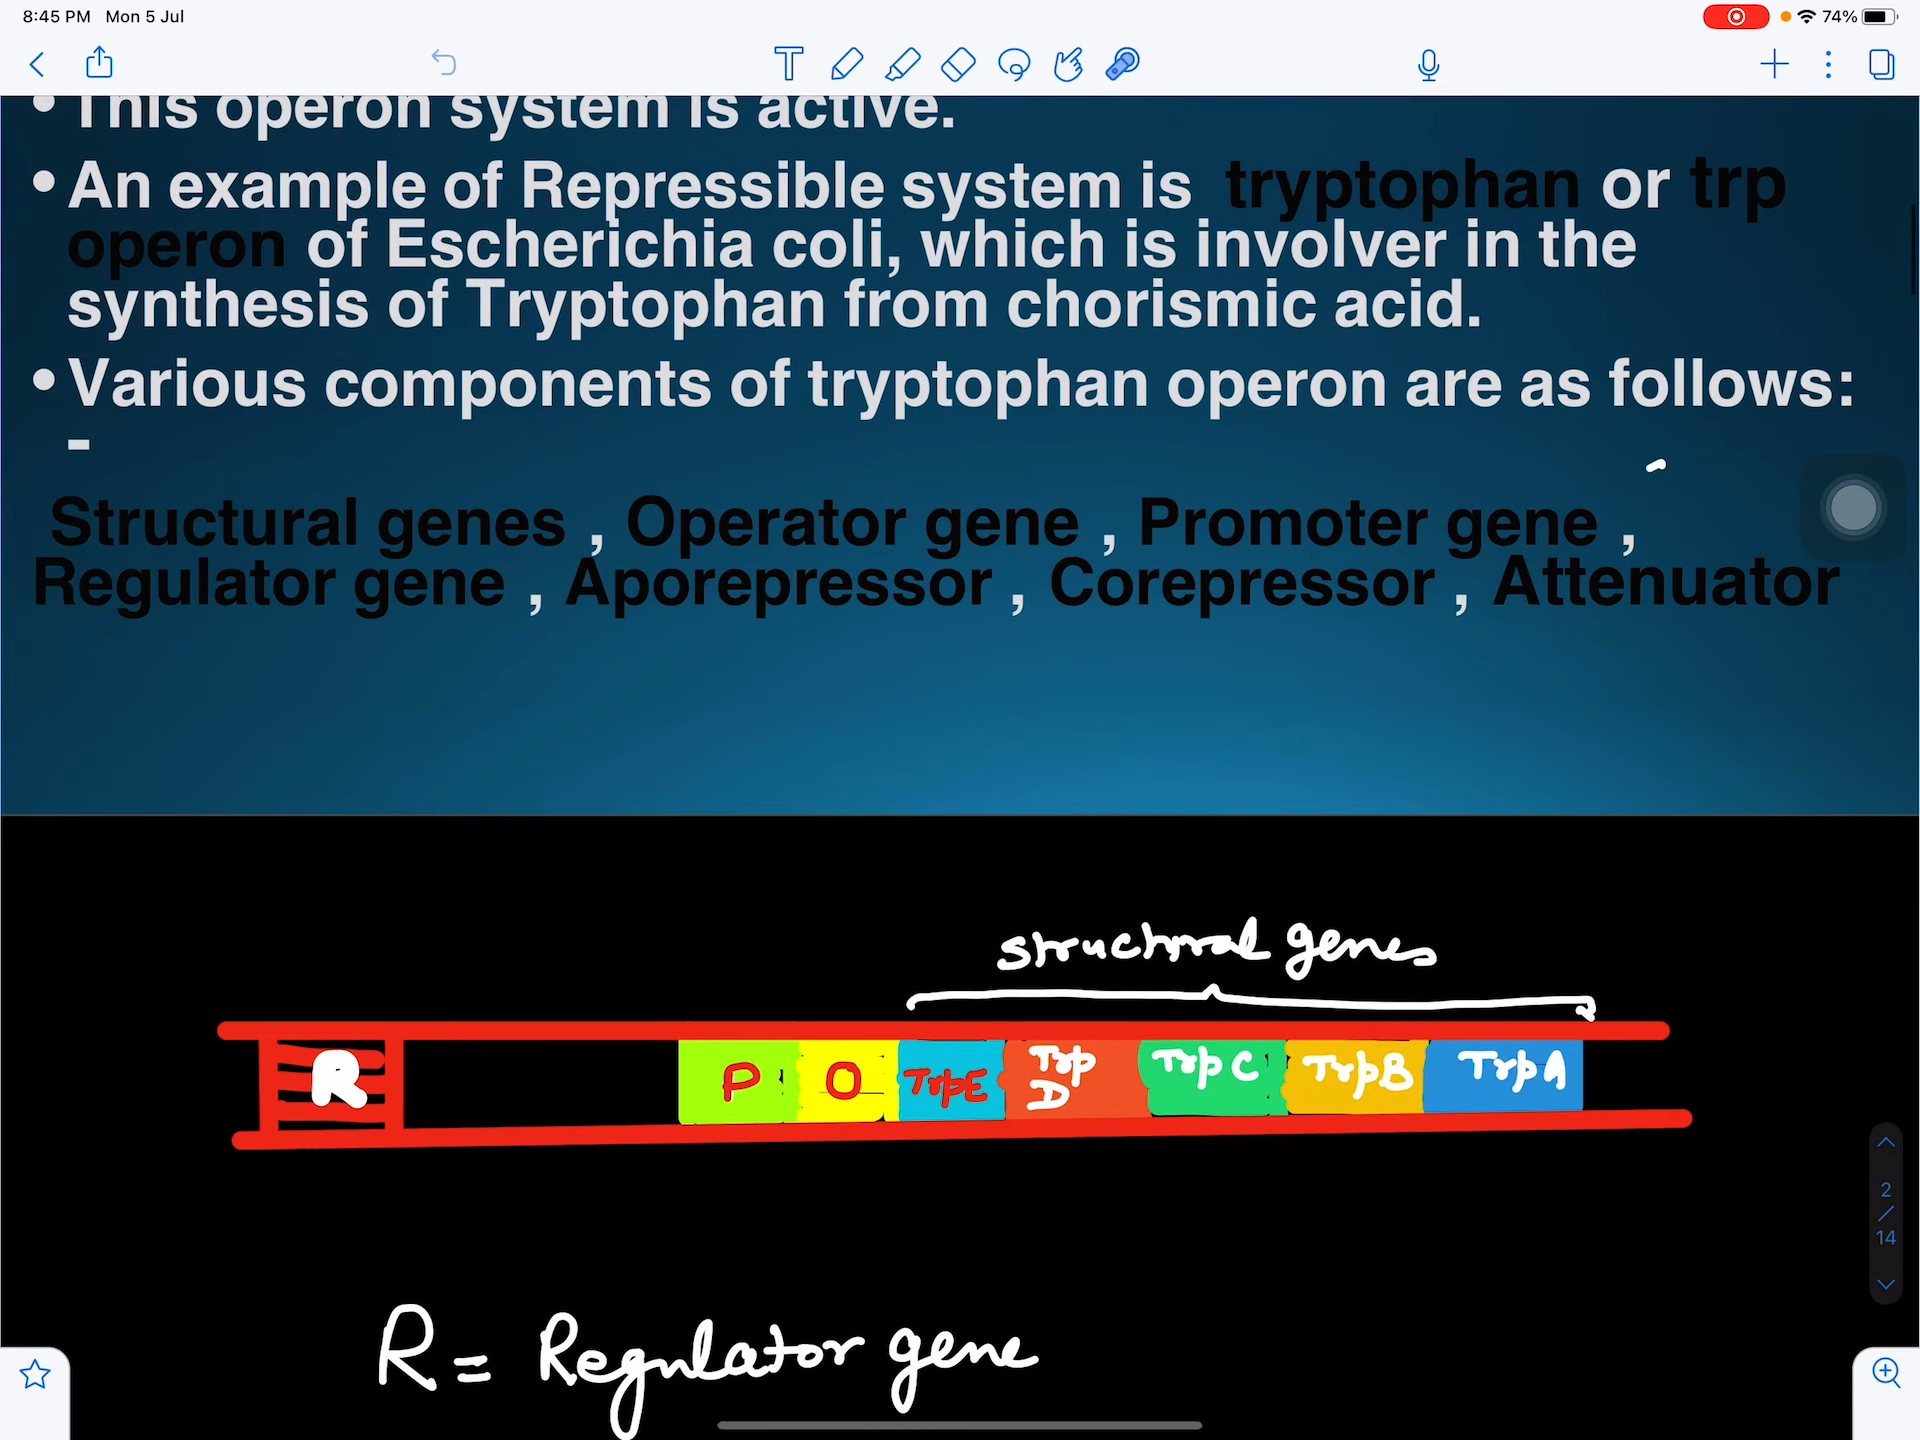 8:45 PM Mon 5 Jul
74%
• This operon system is active.
• An example of Repressible system is tryptophan or trp
operon of Escherichia coli, which is involver in the
synthesis of Tryptophan from chorismic acid.
• Various components of tryptophan operon are as follows:
-
Structural genes , Operator gene , Promoter gene ,
Regulator gene , Aporepressor , Corepressor , Attenuator
structural genes
R P O TrpE Trp D TrpC TrpB TrpA
2
/
14
R = Regulator gene